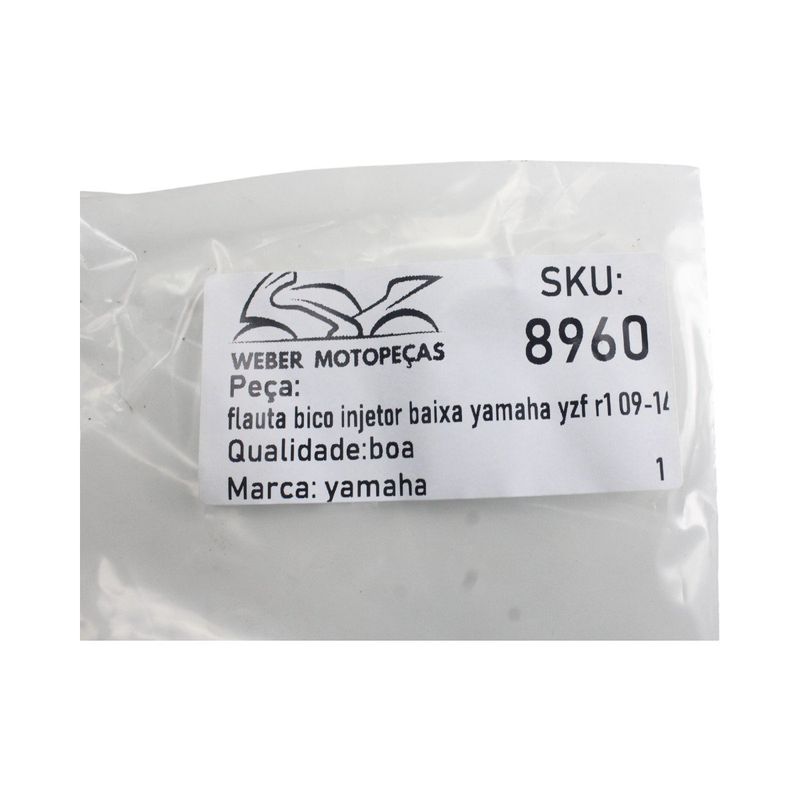 SKU:
8960
WEBER MOTOPEÇAS
Peça:
flauta bico injetor baixa yamaha yzf r1 09-14
Qualidade:boa
Marca: yamaha
1